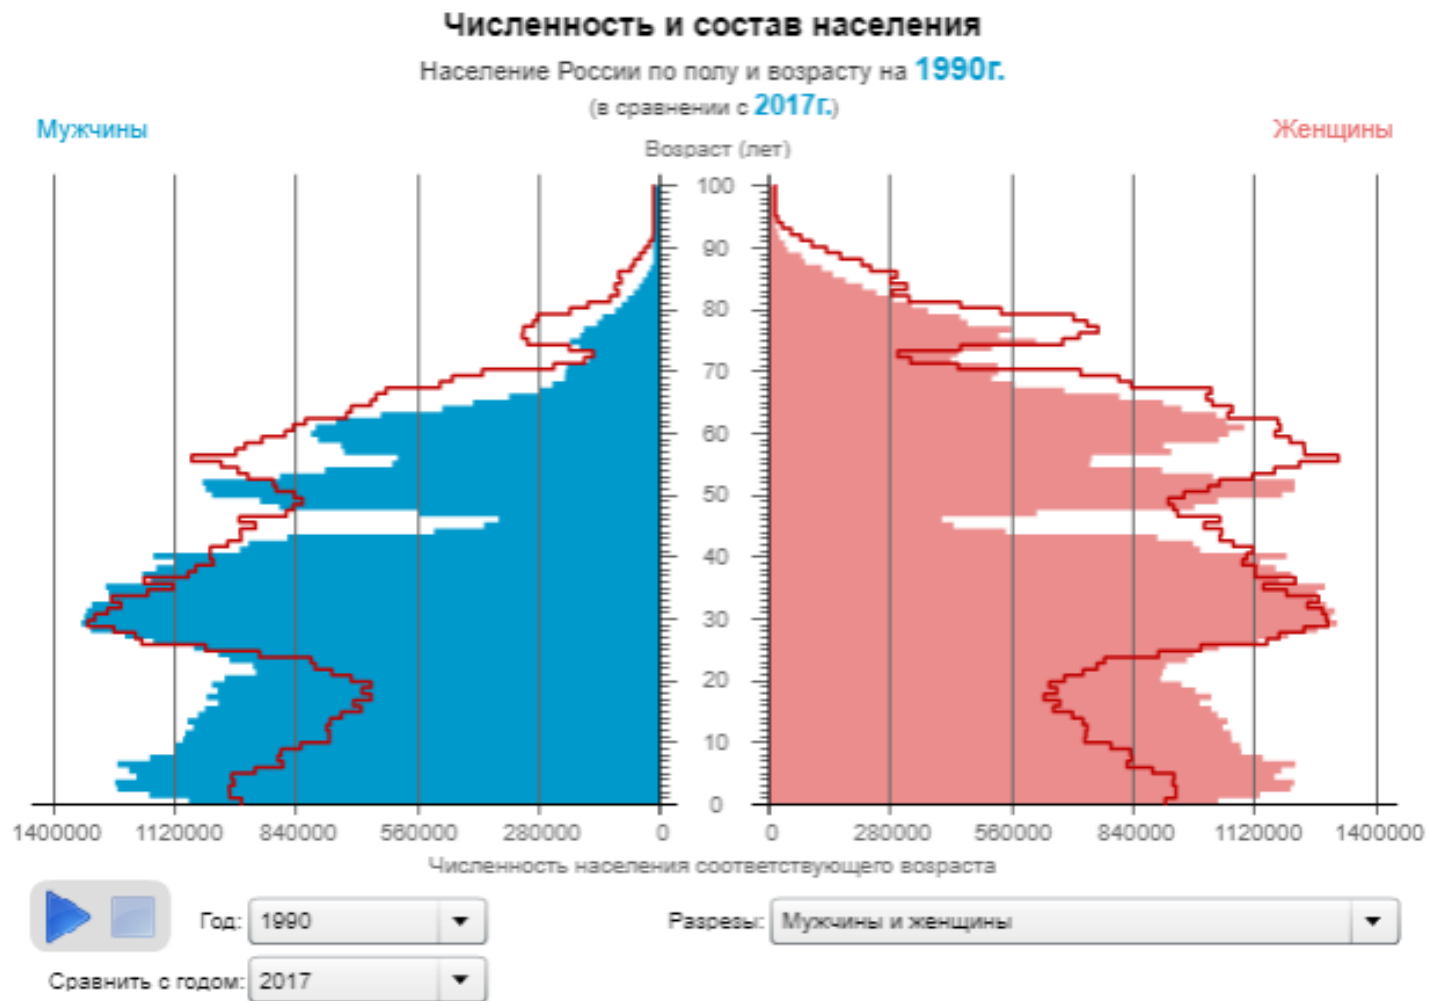 Численность и состав населения
Население России по полу и возрасту на 1990г.
(в сравнении с 2017г.)
Мужчины
Женщины
Возраст (лет)
100
90
80
70
60
50
40
30
20
10
0
1400000 1120000 840000 560000 280000 0 0 280000 560000 840000 1120000 1400000
Численность населения соответствующего возраста
Год: 1990 Разрезы: Мужчины и женщины
Сравнить с годом: 2017